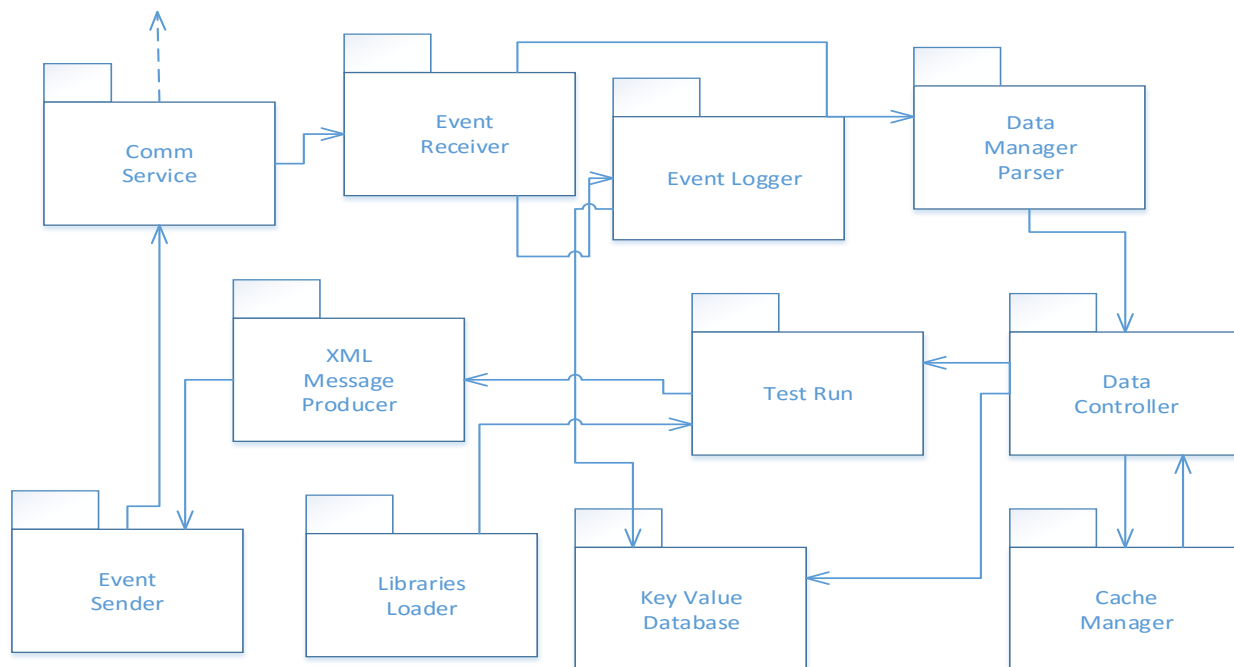 Comm
Service
Event
Receiver
Event Logger
Data
Manager
Parser
XML
Message
Producer
Test Run
Data
Controller
Event
Sender
Libraries
Loader
Key Value
Database
Cache
Manager